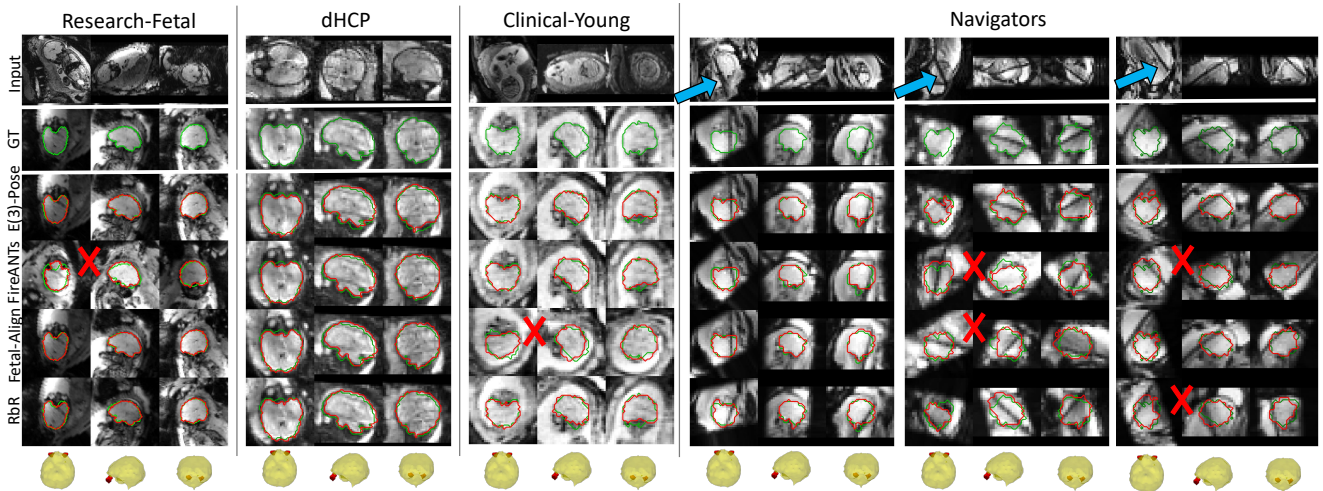 Research-Fetal
dHCP
Clinical-Young
Navigators
Input
GT
E(3)-Pose
FireANTs
Fetal-Align
RbR